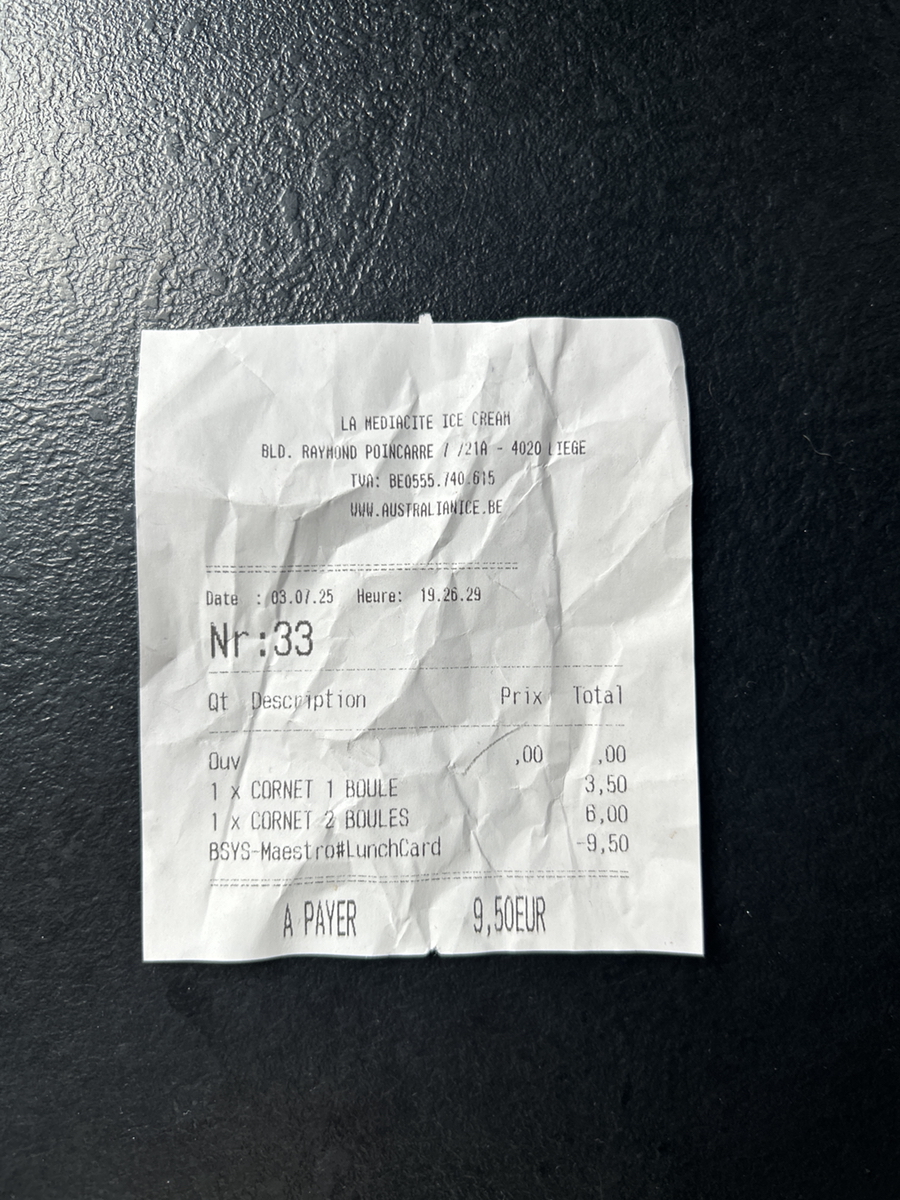 LA MEDIACITE ICE CREAM
BLD. RAYMOND POINCARRE 7 /21A - 4020 LIEGE
TVA: BE0555.740.615
WWW.AUSTRALIANICE.BE
Date : 03.07.25 Heure: 19.26.29
Nr:33
Qt Description Prix Total
Ouv ,00 ,00
1 x CORNET 1 BOULE 3,50
1 x CORNET 2 BOULES 6,00
BSYS-Maestro#LunchCard -9,50
A PAYER 9,50EUR